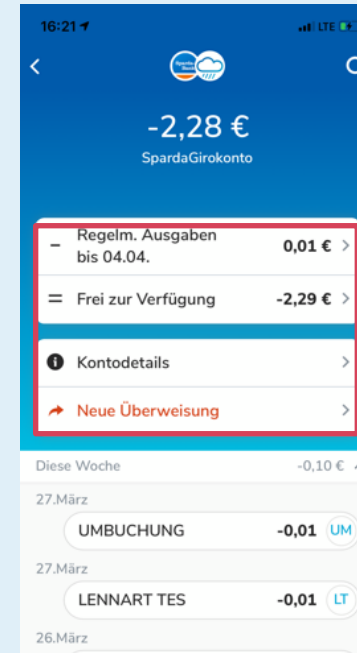 16:21
LTE
-2,28 €
SpardaGirokonto
– Regelm. Ausgaben
bis 04.04.
0,01 €
= Frei zur Verfügung -2,29 €
Kontodetails
Neue Überweisung
Diese Woche -0,10 €
27.März
UMBUCHUNG -0,01 UM
27.März
LENNART TES -0,01 LT
26.März